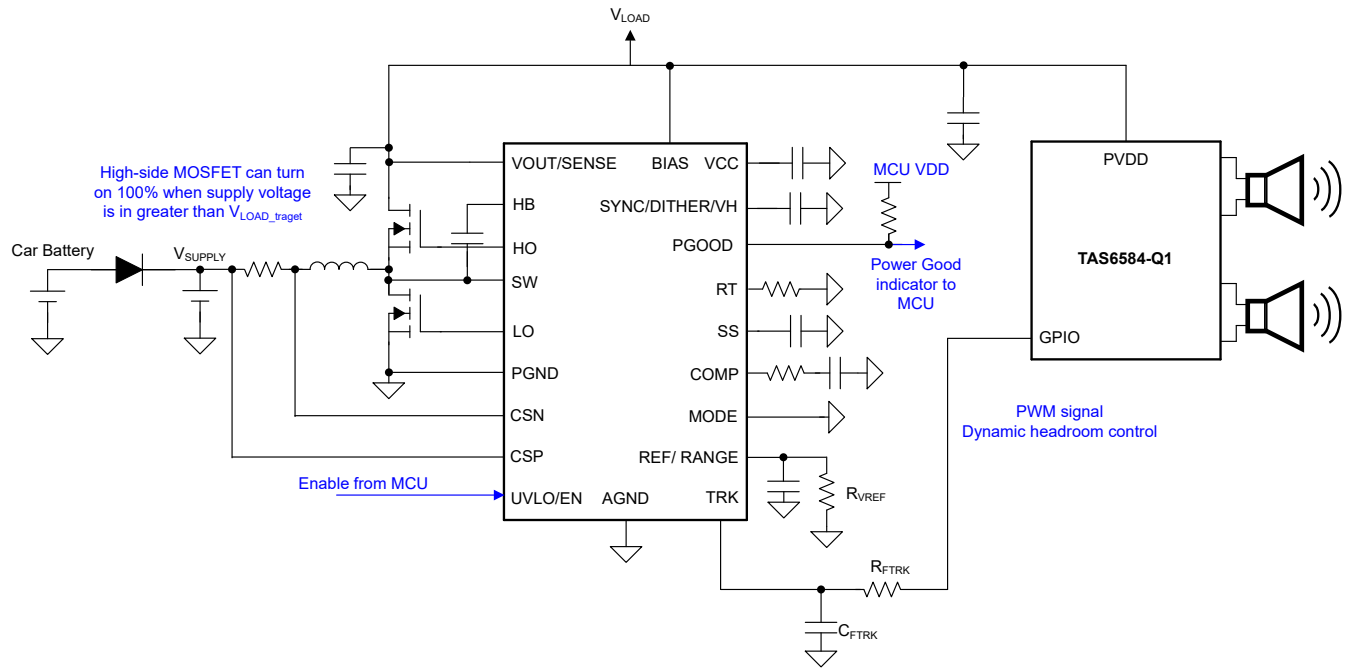 VLOAD
High-side MOSFET can turn
on 100% when supply voltage
is in greater than VLOAD_traget
Car Battery
VSUPPLY
VOUT/SENSE
HB
HO
SW
LO
PGND
CSN
CSP
Enable from MCU
UVLO/EN
AGND
BIAS
VCC
SYNC/DITHER/VH
PGOOD
RT
SS
COMP
MODE
REF/ RANGE
TRK
MCU VDD
Power Good
indicator to
MCU
RVREF
RFTRK
CFTRK
PVDD
TAS6584-Q1
GPIO
PWM signal
Dynamic headroom control